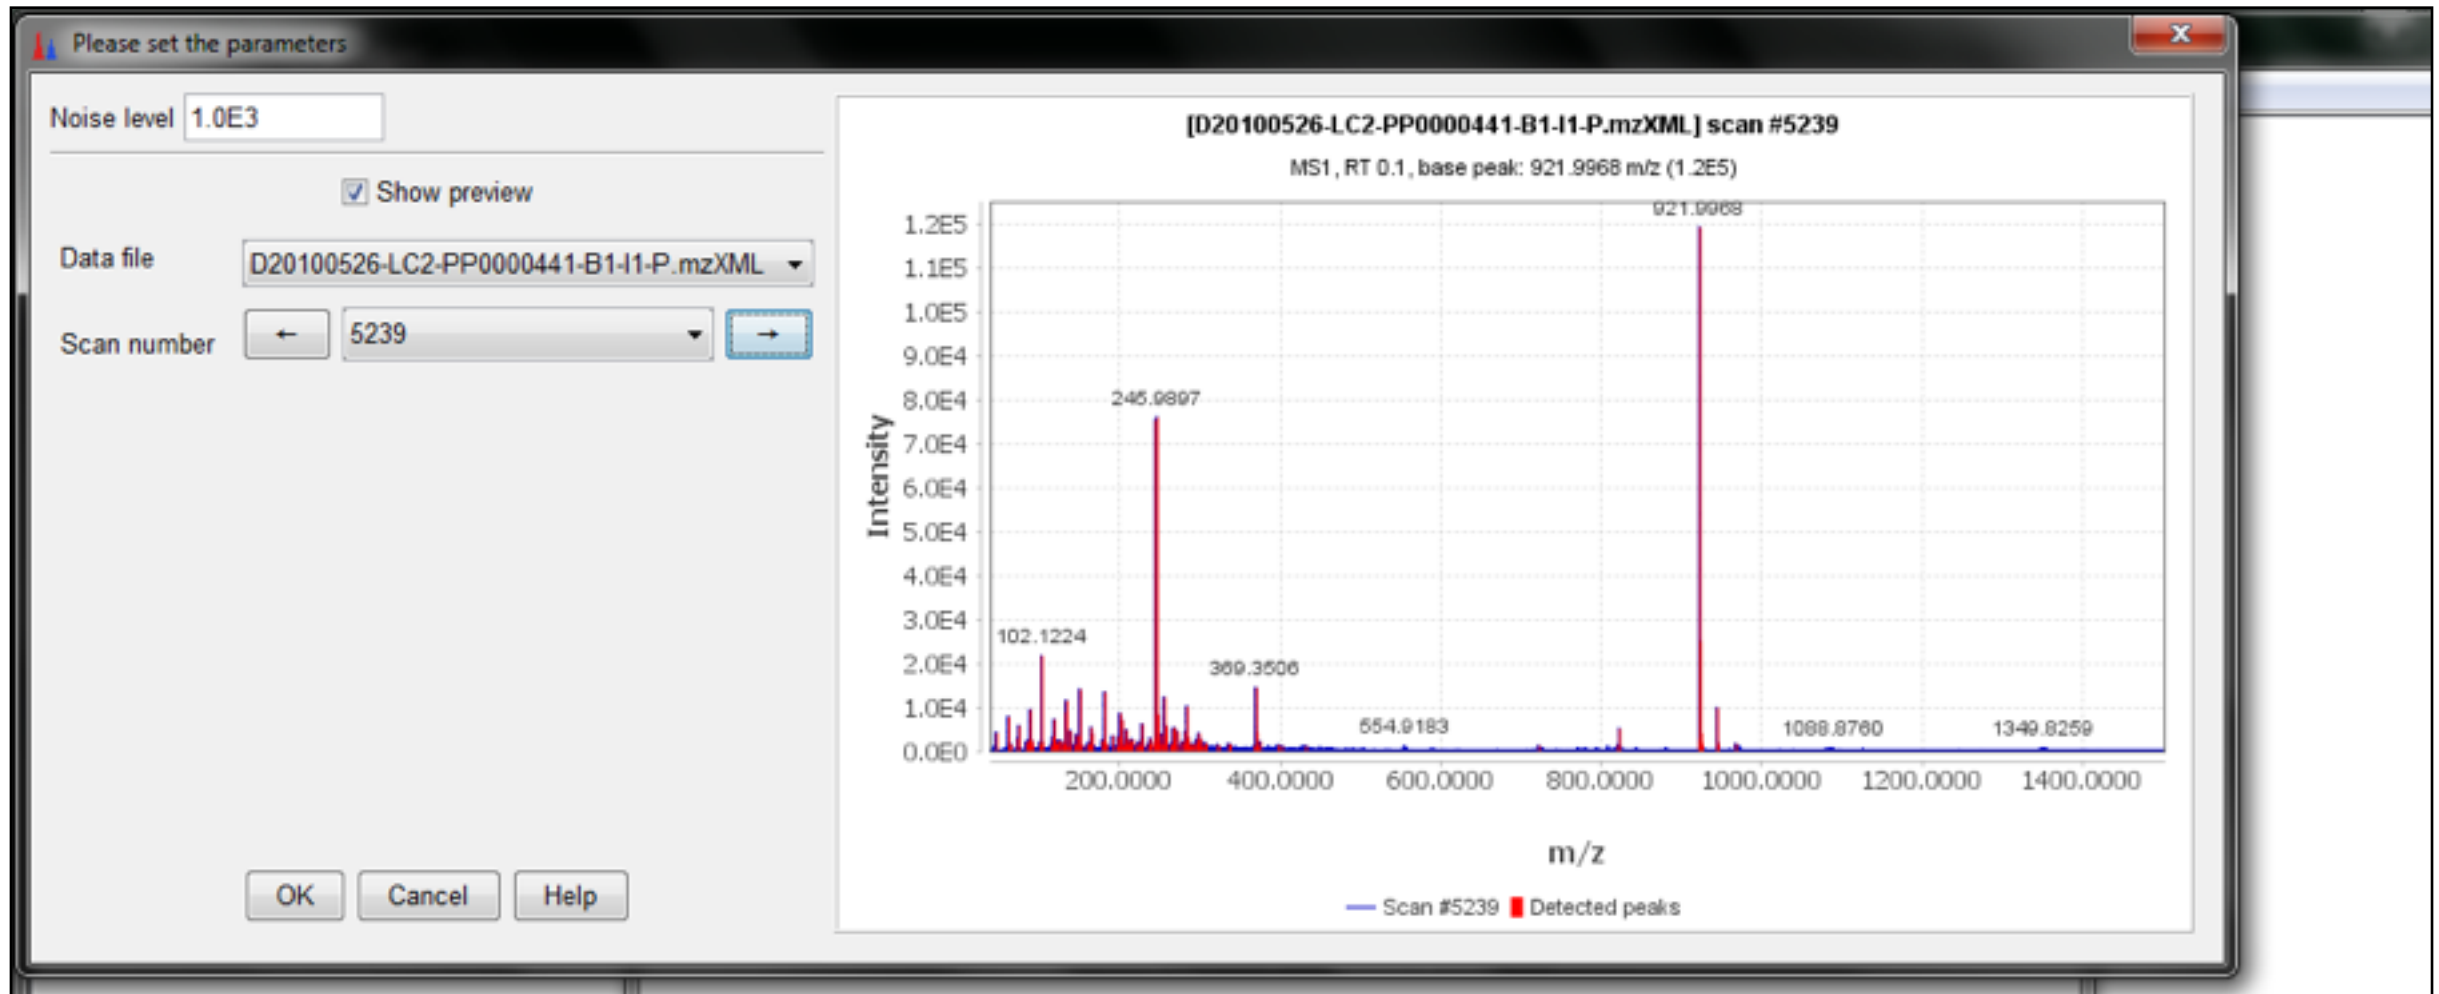 Please set the parameters
x
Noise level 1.0E3
Show preview
Data file D20100526-LC2-PP0000441-B1-I1-P.mzXML
Scan number ← 5239 →
OK Cancel Help
[D20100526-LC2-PP0000441-B1-I1-P.mzXML] scan #5239
MS1, RT 0.1, base peak: 921.9968 m/z (1.2E5)
Intensity
1.2E5
1.1E5
1.0E5
9.0E4
8.0E4
7.0E4
6.0E4
5.0E4
4.0E4
3.0E4
2.0E4
1.0E4
0.0E0
921.9968
245.9897
102.1224
369.3506
554.9183
1088.8760
1349.8259
200.0000 400.0000 600.0000 800.0000 1000.0000 1200.0000 1400.0000
m/z
Scan #5239 Detected peaks